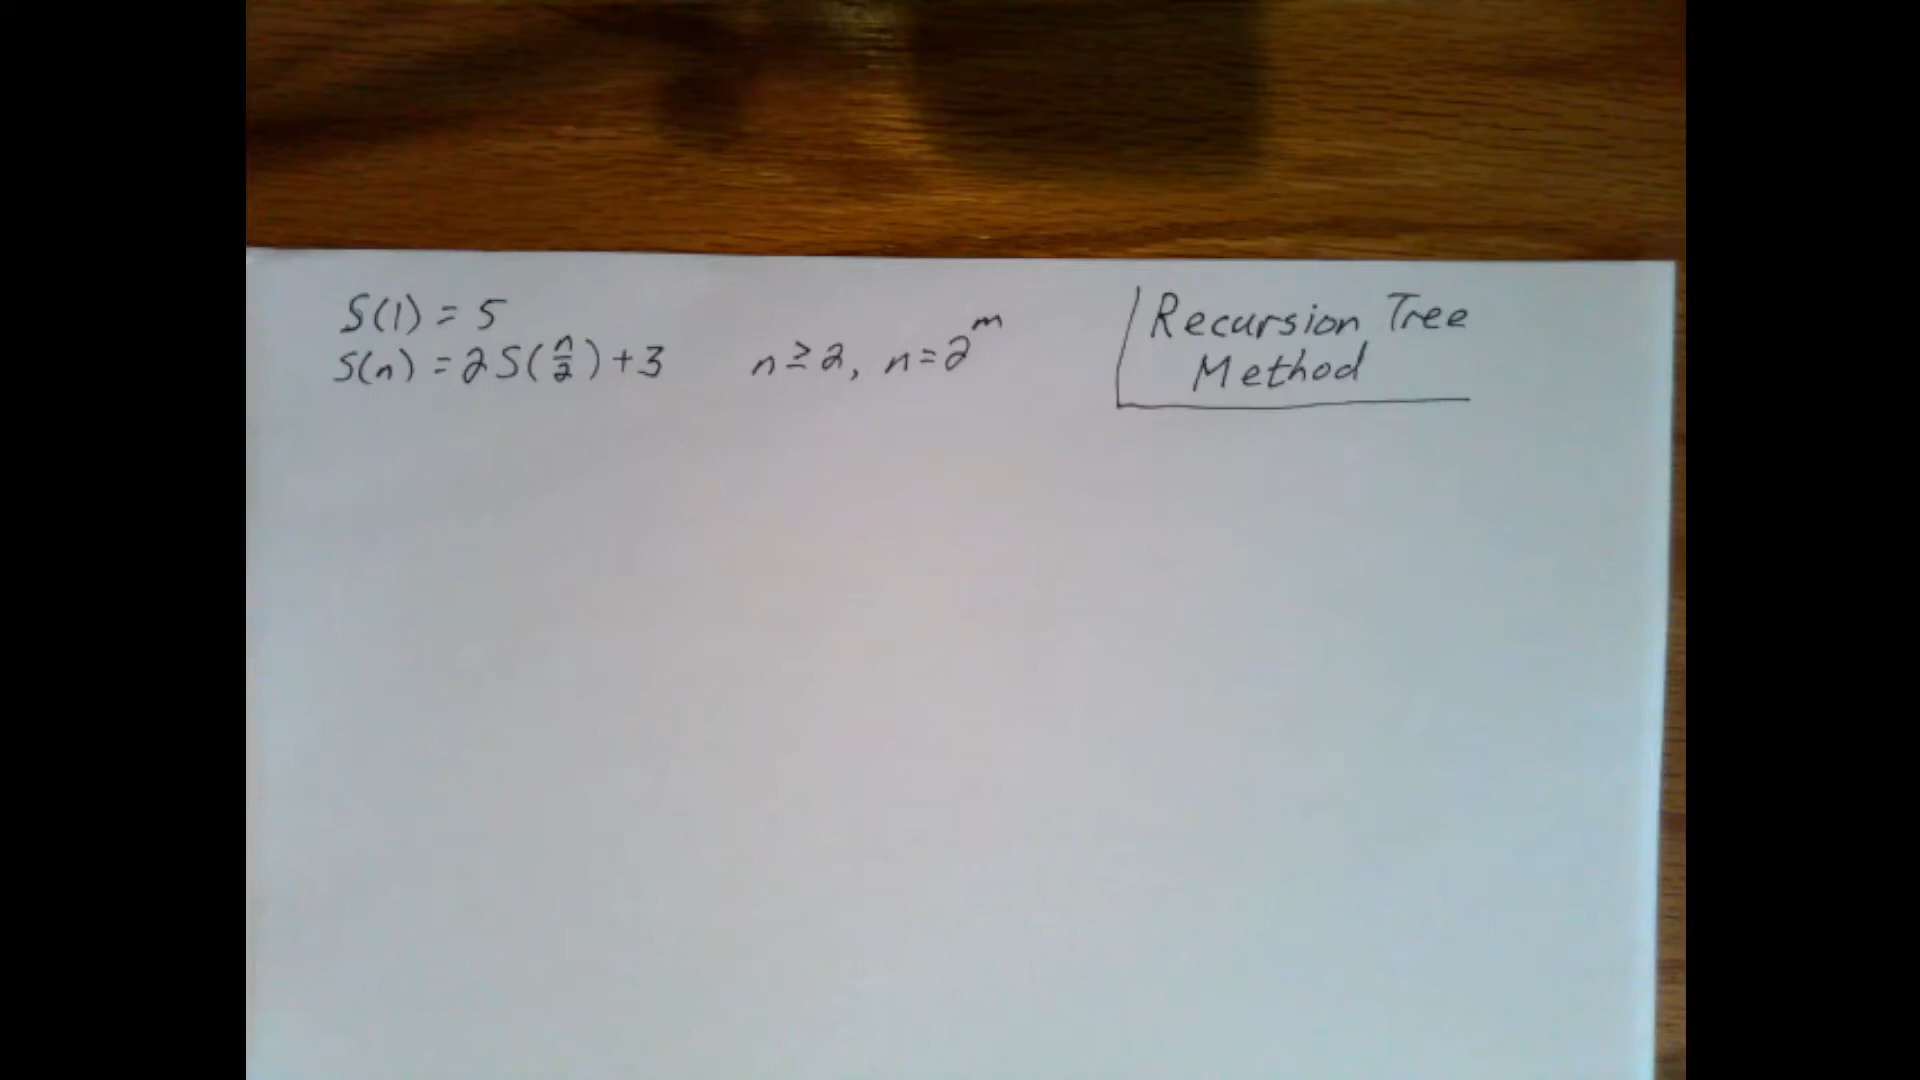 S(1) = 5
S(n) = 2S(n/2) + 3 n ≥ 2, n = 2^m
Recursion Tree
Method